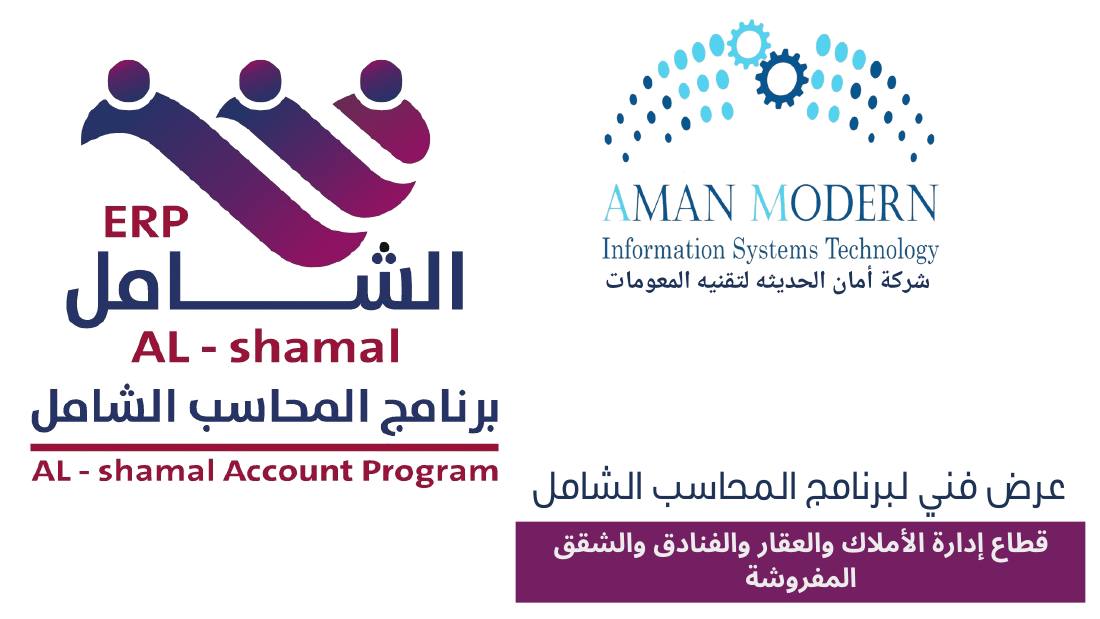 ERP
الشامل
AL - shamal
برنامج المحاسب الشامل
AL - shamal Account Program
AMAN MODERN
Information Systems Technology
شركة أمان الحديثه لتقنيه المعومات
عرض فني لبرنامج المحاسب الشامل
قطاع إدارة الأملاك والعقار والفنادق والشقق
المفروشة